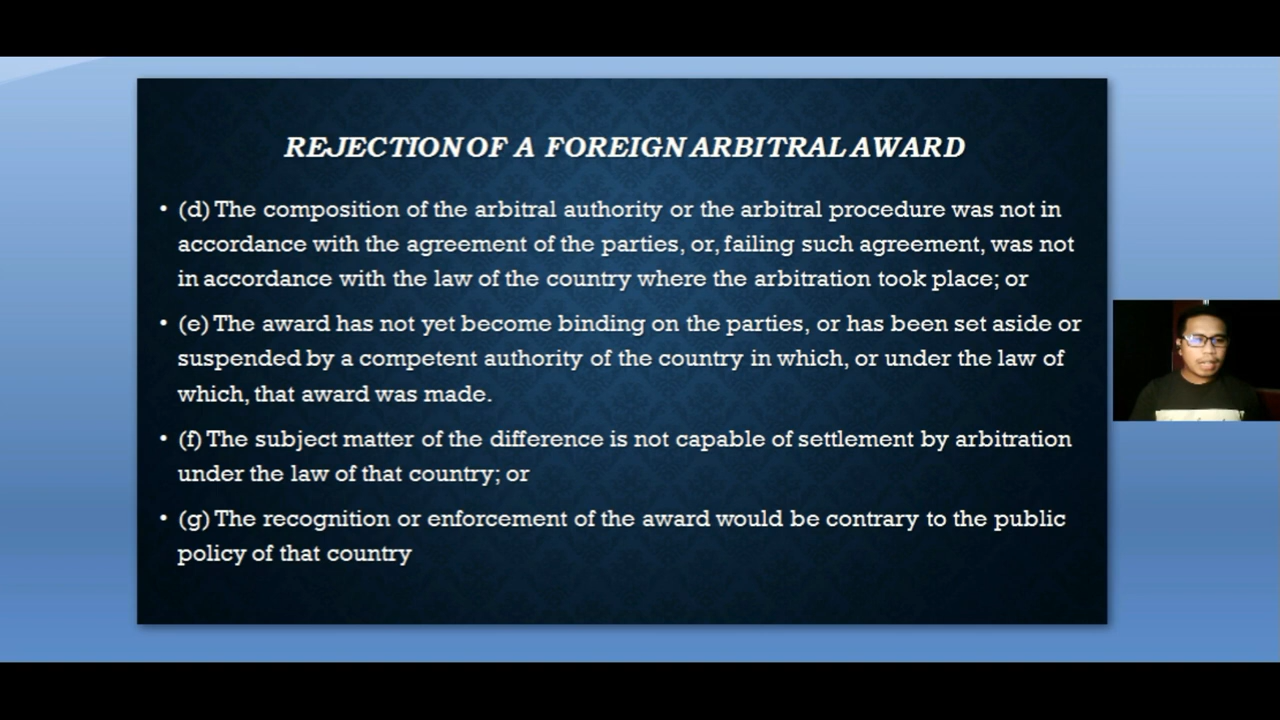 REJECTION OF A FOREIGN ARBITRAL AWARD
• (d) The composition of the arbitral authority or the arbitral procedure was not in
accordance with the agreement of the parties, or, failing such agreement, was not
in accordance with the law of the country where the arbitration took place; or
• (e) The award has not yet become binding on the parties, or has been set aside or
suspended by a competent authority of the country in which, or under the law of
which, that award was made.
• (f) The subject matter of the difference is not capable of settlement by arbitration
under the law of that country; or
• (g) The recognition or enforcement of the award would be contrary to the public
policy of that country